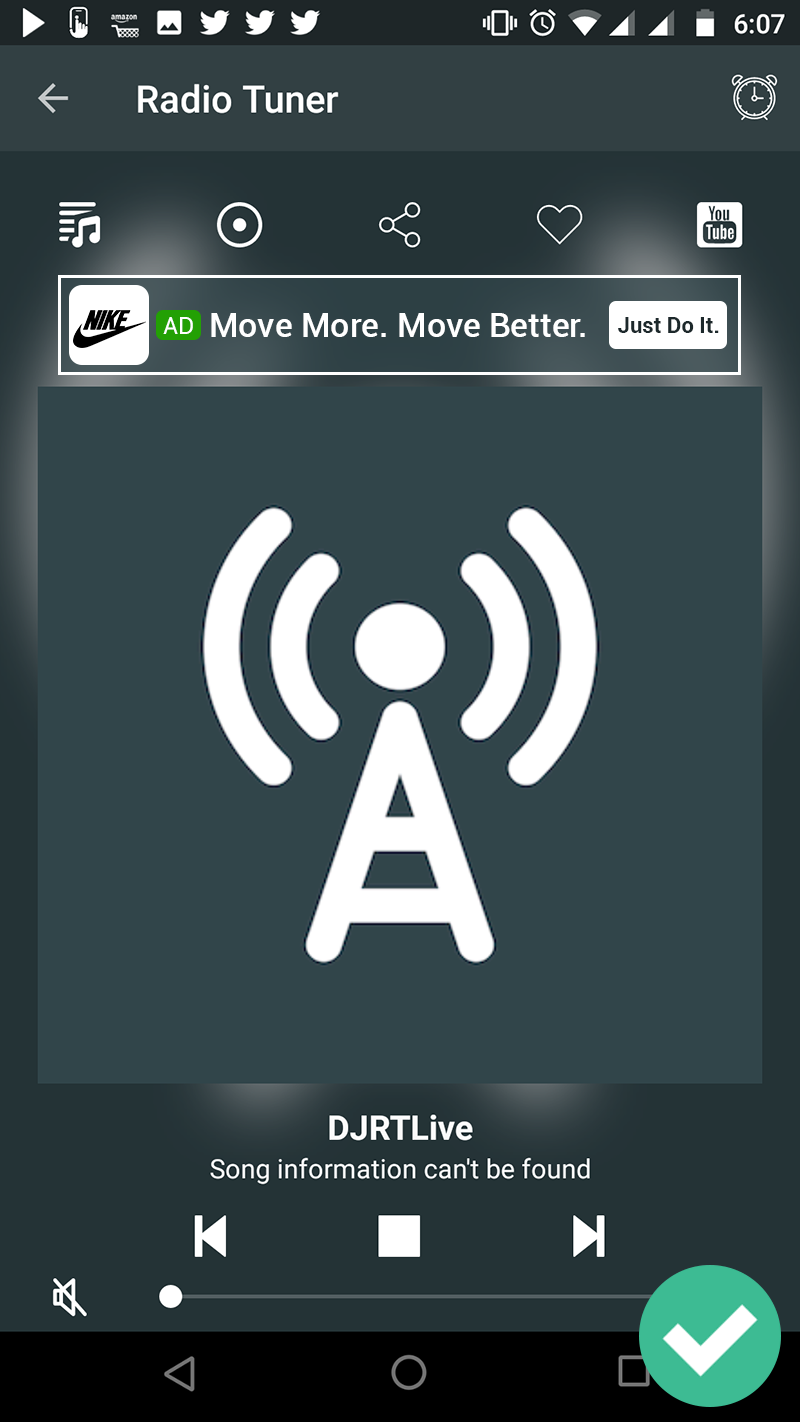 amazon
6:07
Radio Tuner
You
Tube
NIKE
AD Move More. Move Better.
Just Do It.
DJRTLive
Song information can't be found